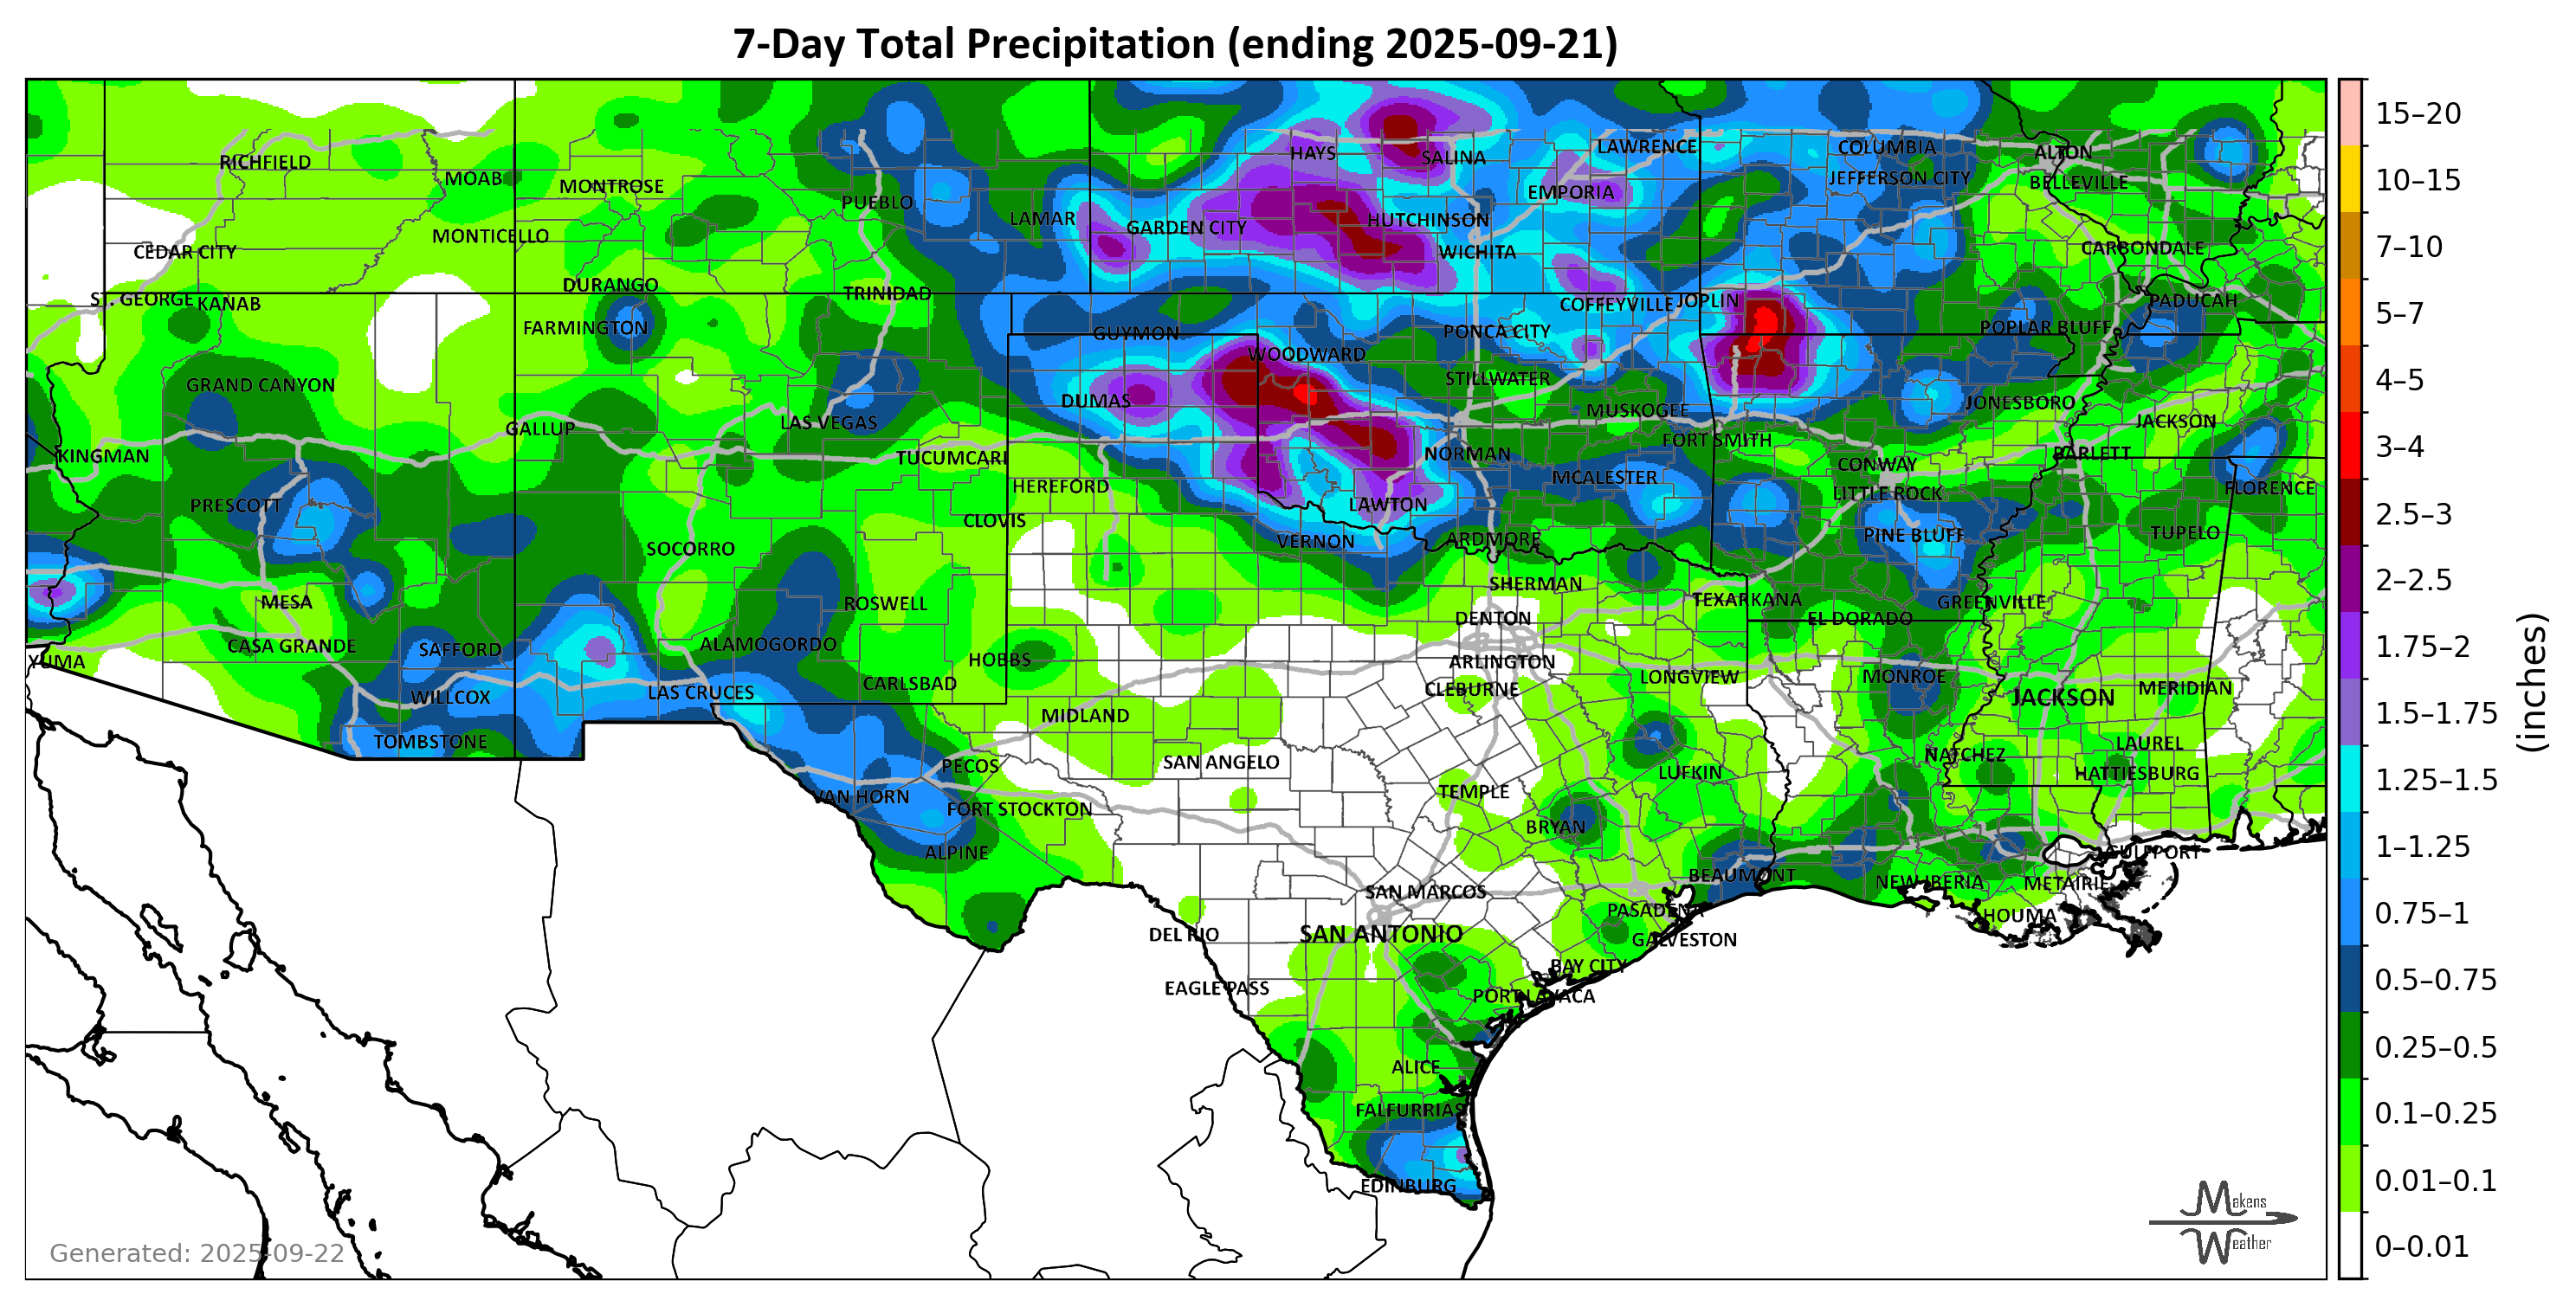 7-Day Total Precipitation (ending 2025-09-21)
15–20
10–15
7–10
5–7
4–5
3–4
2.5–3
2–2.5
1.75–2
1.5–1.75
1.25–1.5
1–1.25
0.75–1
0.5–0.75
0.25–0.5
0.1–0.25
0.01–0.1
0–0.01
(inches)
RICHFIELD
MOAB
MONTROSE
PUEBLO
LAMAR
GARDEN CITY
HAYS
SALINA
HUTCHINSON
WICHITA
EMPORIA
LAWRENCE
COLUMBIA
JEFFERSON CITY
ALTON
BELLEVILLE
CARBONDALE
CEDAR CITY
MONTICELLO
DURANGO
TRINIDAD
ST. GEORGE
KANAB
FARMINGTON
GUYMON
WOODWARD
PONCA CITY
COFFEYVILLE
JOPLIN
POPLAR BLUFF
PADUCAH
GRAND CANYON
GALLUP
LAS VEGAS
DUMAS
STILLWATER
MUSKOGEE
FORT SMITH
JONESBORO
JACKSON
BARLETT
KINGMAN
TUCUMCARI
HEREFORD
NORMAN
MCALESTER
CONWAY
LITTLE ROCK
FLORENCE
PRESCOTT
SOCORRO
CLOVIS
LAWTON
VERNON
ARDMORE
PINE BLUFF
TUPELO
MESA
ROSWELL
SHERMAN
DENTON
TEXARKANA
EL DORADO
GREENVILLE
CASA GRANDE
SAFFORD
ALAMOGORDO
HOBBS
ARLINGTON
CLEBURNE
LONGVIEW
MONROE
JACKSON
MERIDIAN
YUMA
WILLCOX
LAS CRUCES
CARLSBAD
MIDLAND
TOMBSTONE
PECOS
SAN ANGELO
LUFKIN
NATCHEZ
LAUREL
HATTIESBURG
VAN HORN
FORT STOCKTON
TEMPLE
BRYAN
ALPINE
GULFPORT
SAN MARCOS
BEAUMONT
NEW IBERIA
METAIRIE
PASADENA
HOUMA
DEL RIO
SAN ANTONIO
GALVESTON
BAY CITY
EAGLE PASS
PORT LAVACA
ALICE
FALFURRIAS
EDINBURG
Generated: 2025-09-22
Makens
Weather